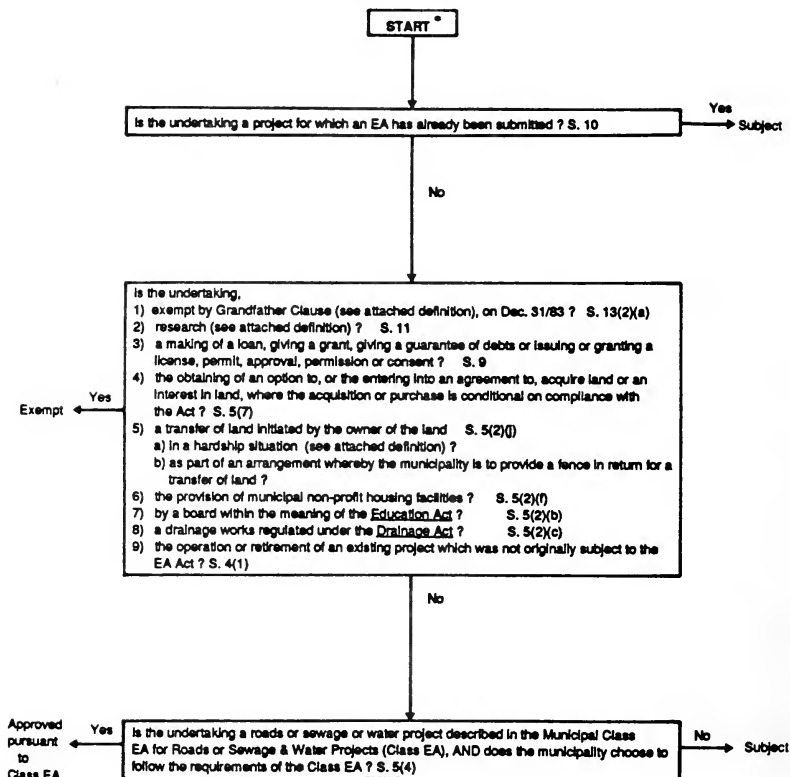 START *
Is the undertaking a project for which an EA has already been submitted ? S. 10
Yes
Subject
No
Is the undertaking,
1) exempt by Grandfather Clause (see attached definition), on Dec. 31/83 ? S. 13(2)(a)
2) research (see attached definition) ? S. 11
3) a making of a loan, giving a grant, giving a guarantee of debts or issuing or granting a
license, permit, approval, permission or consent ? S. 9
4) the obtaining of an option to, or the entering into an agreement to, acquire land or an
interest in land, where the acquisition or purchase is conditional on compliance with
the Act ? S. 5(7)
5) a transfer of land initiated by the owner of the land S. 5(2)(j)
a) in a hardship situation (see attached definition) ?
b) as part of an arrangement whereby the municipality is to provide a fence in return for a
transfer of land ?
6) the provision of municipal non-profit housing facilities ? S. 5(2)(f)
7) by a board within the meaning of the Education Act ? S. 5(2)(b)
8) a drainage works regulated under the Drainage Act ? S. 5(2)(c)
9) the operation or retirement of an existing project which was not originally subject to the
EA Act ? S. 4(1)
Yes
Exempt
No
Is the undertaking a roads or sewage or water project described in the Municipal Class
EA for Roads or Sewage & Water Projects (Class EA), AND does the municipality choose to
follow the requirements of the Class EA ? S. 5(4)
Yes
Approved
pursuant
to
Class EA
No
Subject